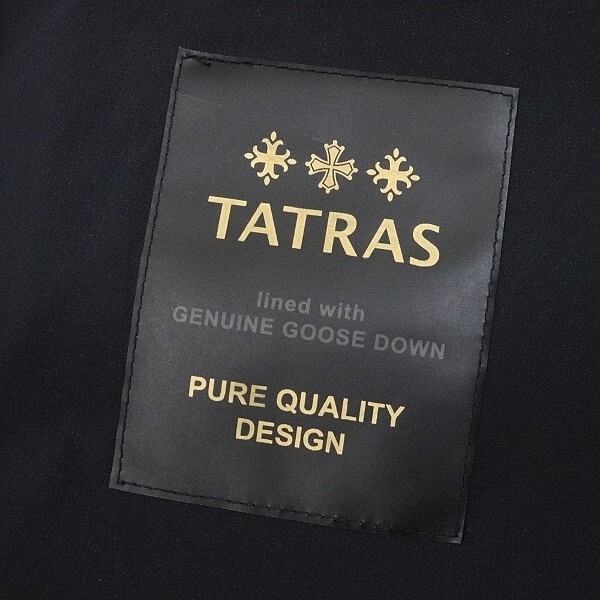 TATRAS
lined with
GENUINE GOOSE DOWN
PURE QUALITY
DESIGN